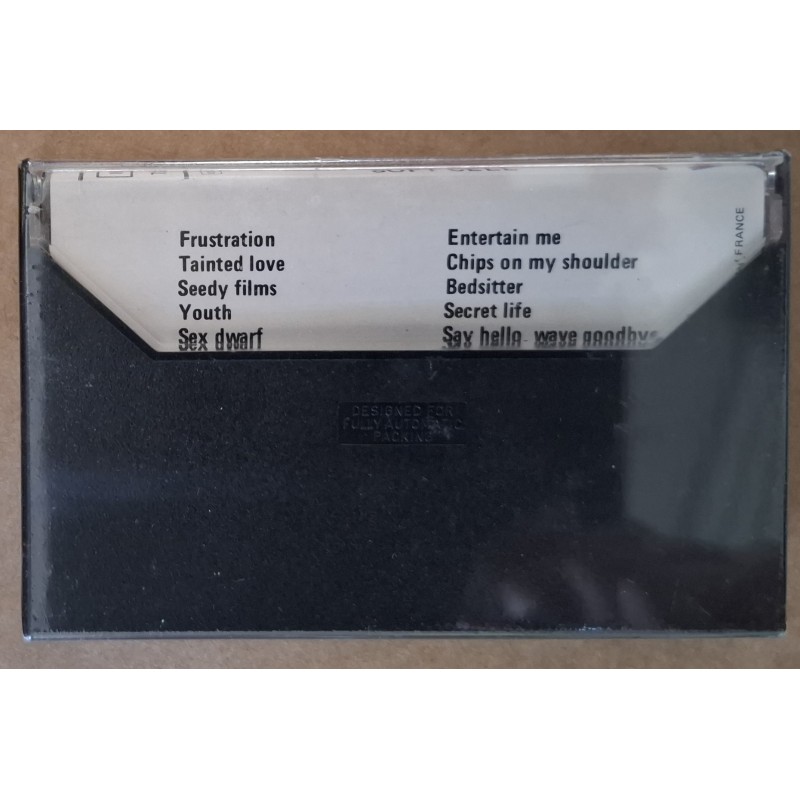 Frustration
Tainted love
Seedy films
Youth
Sex dwarf
Entertain me
Chips on my shoulder
Bedsitter
Secret life
Say hello wave goodbye
FRANCE
DESIGNED FOR
FULLY AUTOMATIC
PACKING